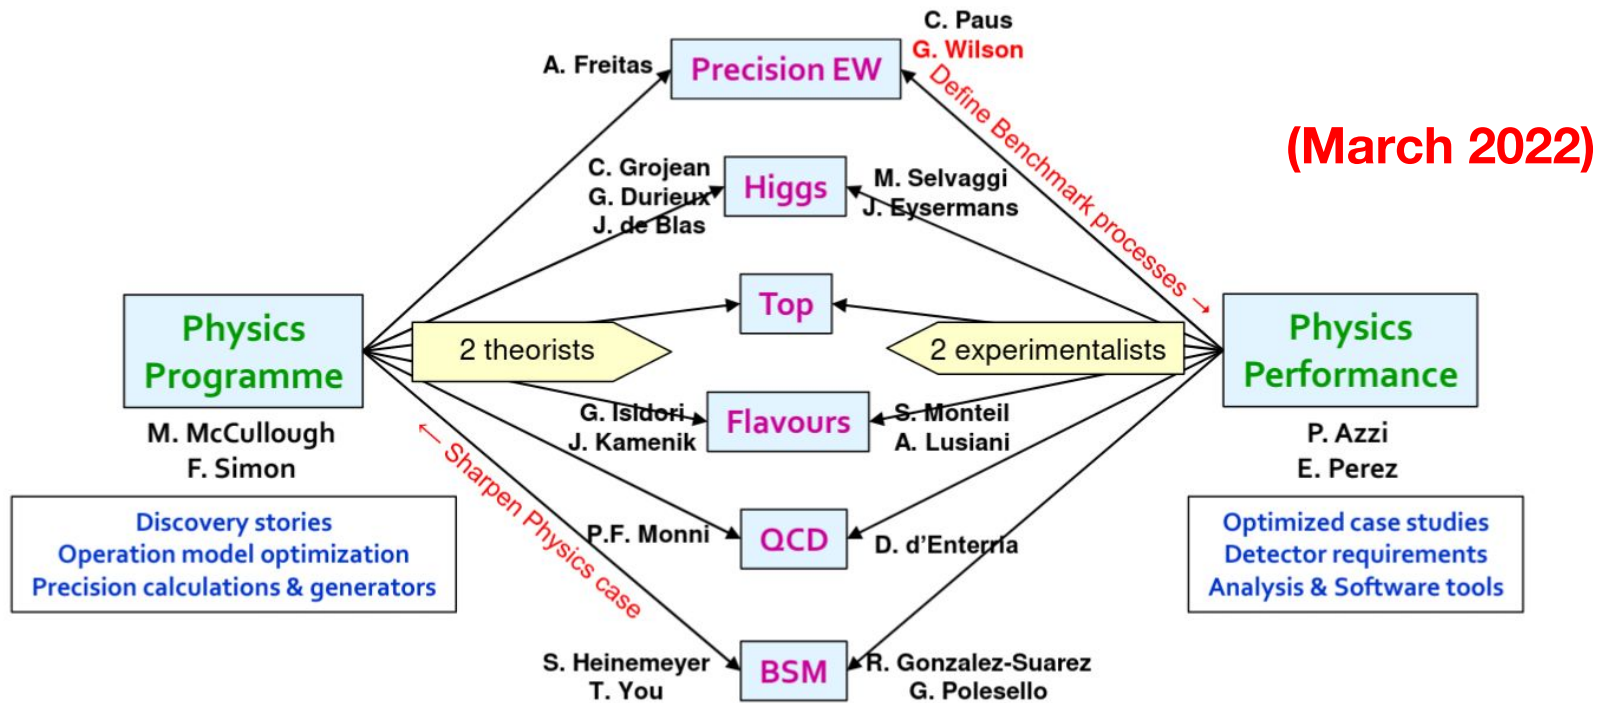 C. Paus
G. Wilson
A. Freitas
Precision EW
Define Benchmark processes →
(March 2022)
C. Grojean
G. Durieux
J. de Blas
Higgs
M. Selvaggi
J. Eysermans
Top
Physics
Programme
2 theorists
2 experimentalists
Physics
Performance
M. McCullough
F. Simon
G. Isidori
J. Kamenik
Flavours
S. Monteil
A. Lusiani
P. Azzi
E. Perez
← Sharpen Physics case
Discovery stories
Operation model optimization
Precision calculations & generators
P.F. Monni
QCD
D. d'Enterria
Optimized case studies
Detector requirements
Analysis & Software tools
S. Heinemeyer
T. You
BSM
R. Gonzalez-Suarez
G. Polesello